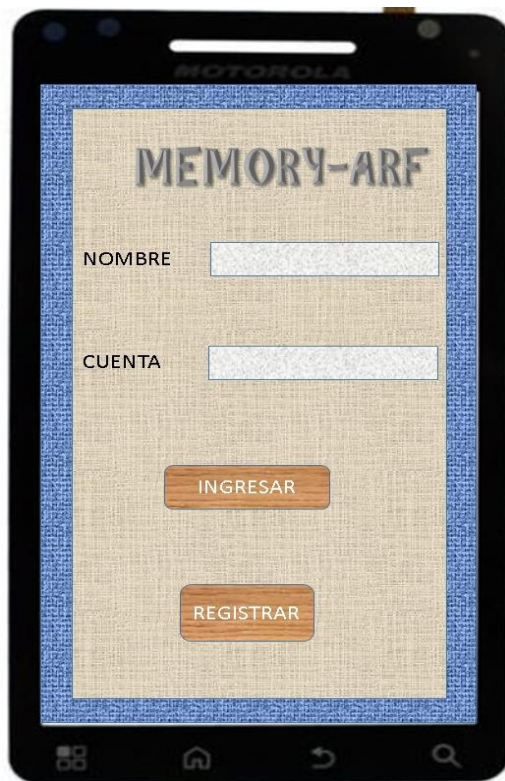 MOTOROLA
MEMORY-ARF
NOMBRE
CUENTA
INGRESAR
REGISTRAR